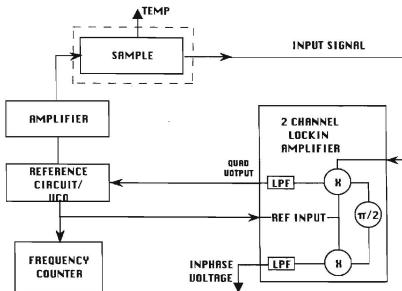 TEMP
SAMPLE
INPUT SIGNAL
AMPLIFIER
2 CHANNEL
LOCKIN
AMPLIFIER
QUAD
VOTPUT
LPF
X
REFERENCE
CIRCUIT/
VCO
π/2
REF INPUT
LPF
X
FREQUENCY
COUNTER
INPHASE
VOLTAGE